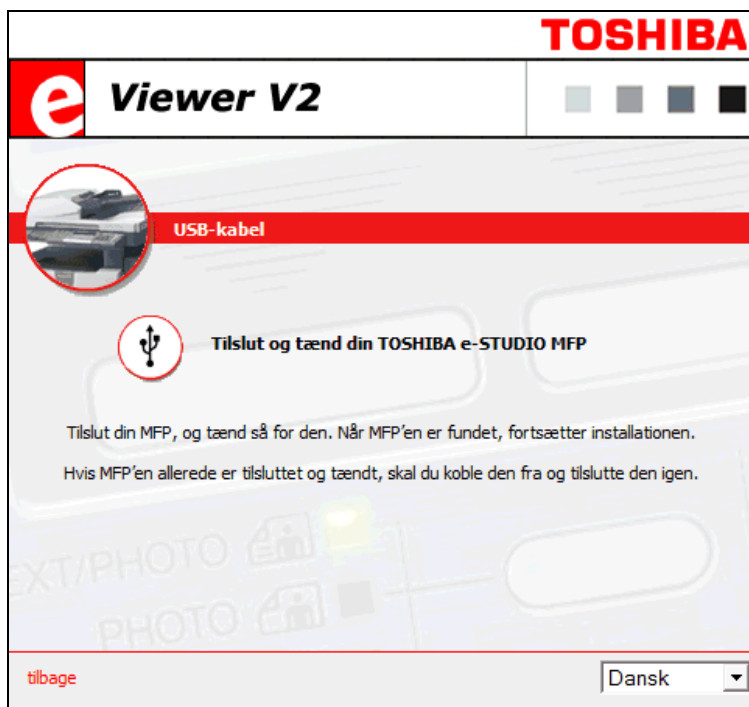 TOSHIBA
e Viewer V2
USB-kabel
Tilslut og tænd din TOSHIBA e-STUDIO MFP
Tilslut din MFP, og tænd så for den. Når MFP’en er fundet, fortsætter installationen.
Hvis MFP’en allerede er tilsluttet og tændt, skal du koble den fra og tilslutte den igen.
EXT/PHOTO
PHOTO
tilbage
Dansk